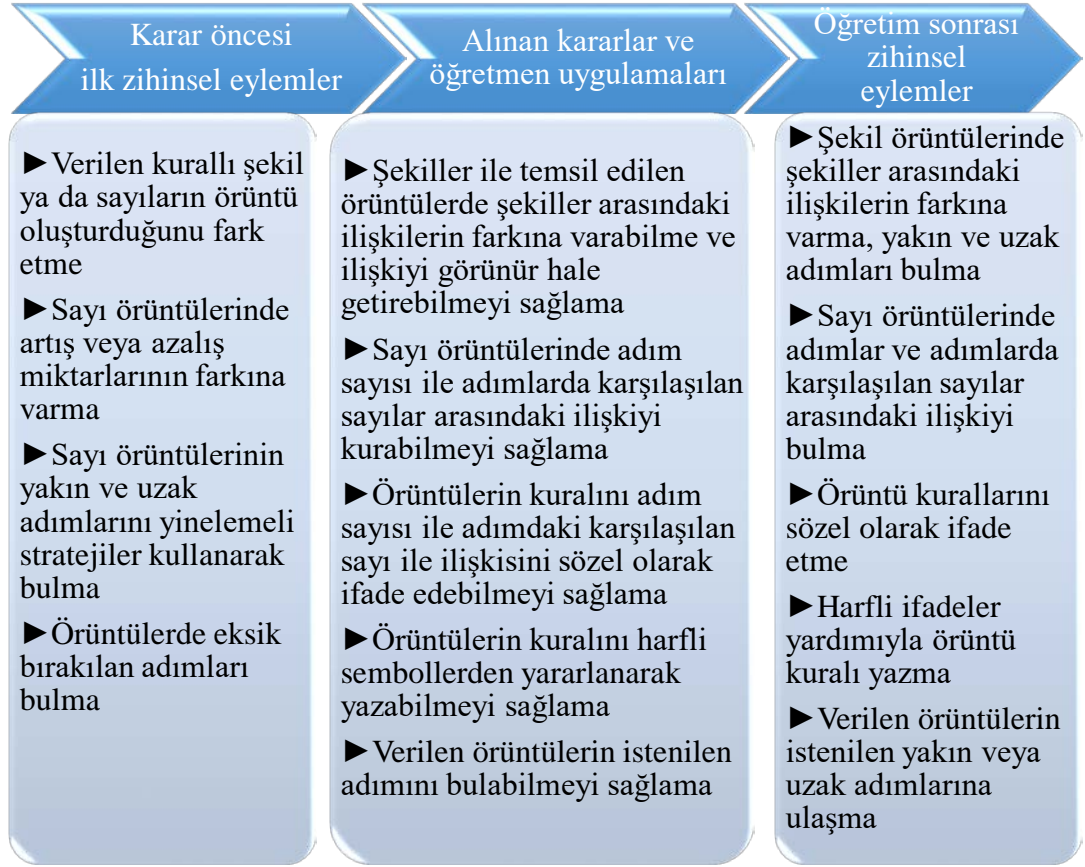 Karar öncesi
ilk zihinsel eylemler
Alınan kararlar ve
öğretmen uygulamaları
Öğretim sonrası
zihinsel
eylemler
►Verilen kurallı şekil
ya da sayıların örüntü
oluşturduğunu fark
etme
►Sayı örüntülerinde
artış veya azalış
miktarlarının farkına
varma
►Sayı örüntülerinin
yakın ve uzak
adımlarını yinelemeli
stratejiler kullanarak
bulma
►Örüntülerde eksik
bırakılan adımları
bulma
►Şekiller ile temsil edilen
örüntülerde şekiller arasındaki
ilişkilerin farkına varabilme ve
ilişkiyi görünür hale
getirebilmeyi sağlama
►Sayı örüntülerinde adım
sayısı ile adımlarda karşılaşılan
sayılar arasındaki ilişkiyi
kurabilmeyi sağlama
►Örüntülerin kuralını adım
sayısı ile adımdaki karşılaşılan
sayı ile ilişkisini sözel olarak
ifade edebilmeyi sağlama
►Örüntülerin kuralını harfli
sembollerden yararlanarak
yazabilmeyi sağlama
►Verilen örüntülerin istenilen
adımını bulabilmeyi sağlama
►Şekil örüntülerinde
şekiller arasındaki
ilişkilerin farkına
varma, yakın ve uzak
adımları bulma
►Sayı örüntülerinde
adımlar ve adımlarda
karşılaşılan sayılar
arasındaki ilişkiyi
bulma
►Örüntü kurallarını
sözel olarak ifade
etme
►Harfli ifadeler
yardımıyla örüntü
kuralı yazma
►Verilen örüntülerin
istenilen yakın veya
uzak adımlarına
ulaşma